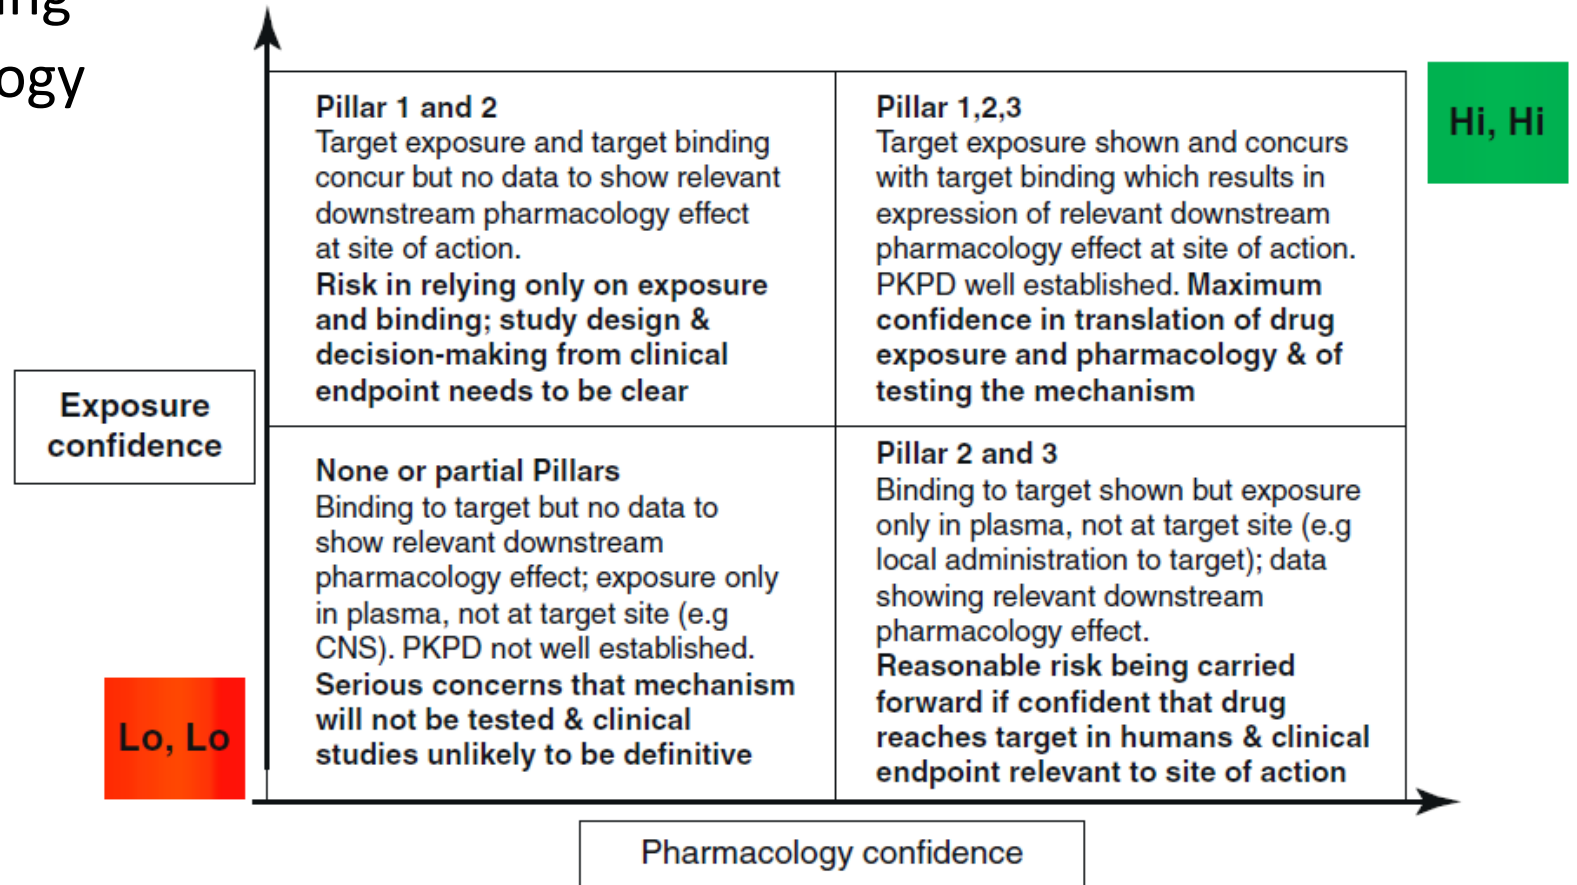 ing
ology
Pillar 1 and 2
Target exposure and target binding
concur but no data to show relevant
downstream pharmacology effect
at site of action.
Risk in relying only on exposure
and binding; study design &
decision-making from clinical
endpoint needs to be clear
Pillar 1,2,3
Target exposure shown and concurs
with target binding which results in
expression of relevant downstream
pharmacology effect at site of action.
PKPD well established. Maximum
confidence in translation of drug
exposure and pharmacology & of
testing the mechanism
Hi, Hi
Exposure
confidence
None or partial Pillars
Binding to target but no data to
show relevant downstream
pharmacology effect; exposure only
in plasma, not at target site (e.g
CNS). PKPD not well established.
Serious concerns that mechanism
will not be tested & clinical
studies unlikely to be definitive
Pillar 2 and 3
Binding to target shown but exposure
only in plasma, not at target site (e.g
local administration to target); data
showing relevant downstream
pharmacology effect.
Reasonable risk being carried
forward if confident that drug
reaches target in humans & clinical
endpoint relevant to site of action
Lo, Lo
Pharmacology confidence